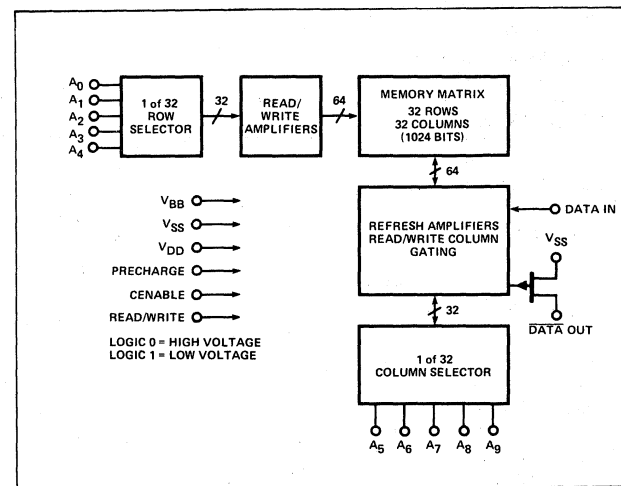 A0
A1
A2
A3
A4
1 of 32
ROW
SELECTOR
32
READ/
WRITE
AMPLIFIERS
64
MEMORY MATRIX
32 ROWS
32 COLUMNS
(1024 BITS)
64
VBB
VSS
VDD
PRECHARGE
CENABLE
READ/WRITE
LOGIC 0 = HIGH VOLTAGE
LOGIC 1 = LOW VOLTAGE
REFRESH AMPLIFIERS
READ/WRITE COLUMN
GATING
DATA IN
VSS
DATA OUT
32
1 of 32
COLUMN SELECTOR
A5 A6 A7 A8 A9